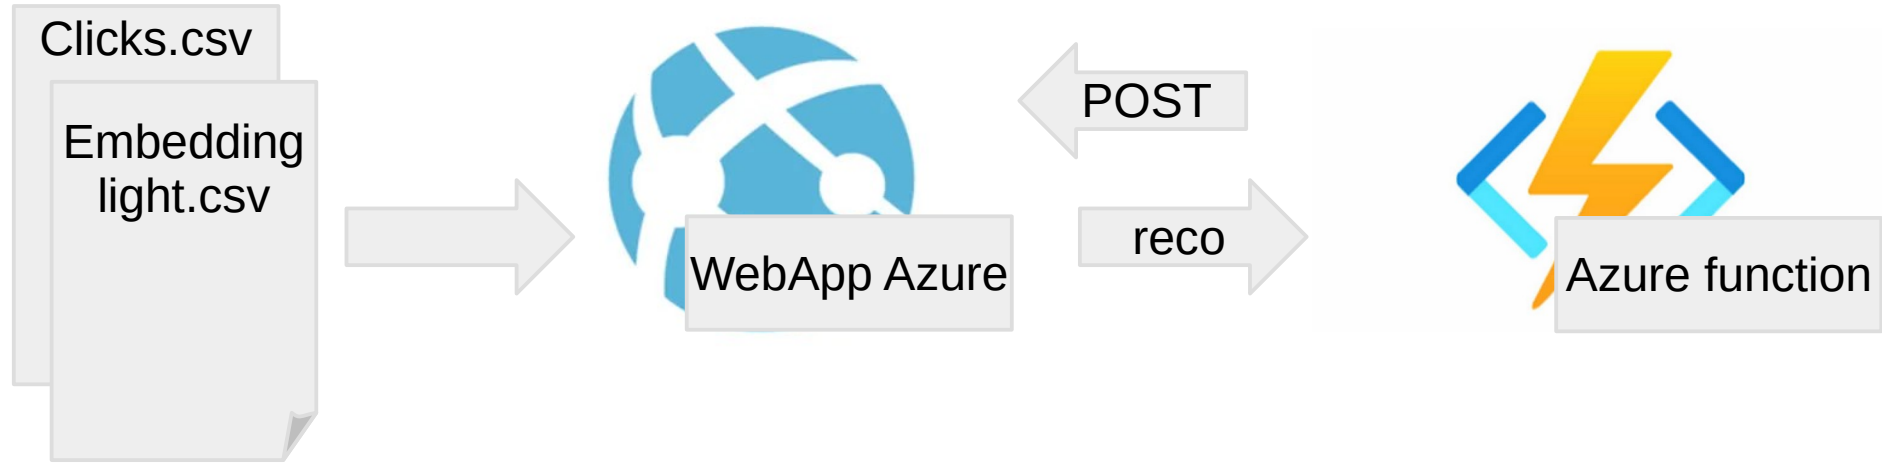 Clicks.csv
Embedding
light.csv
WebApp Azure
POST
reco
Azure function